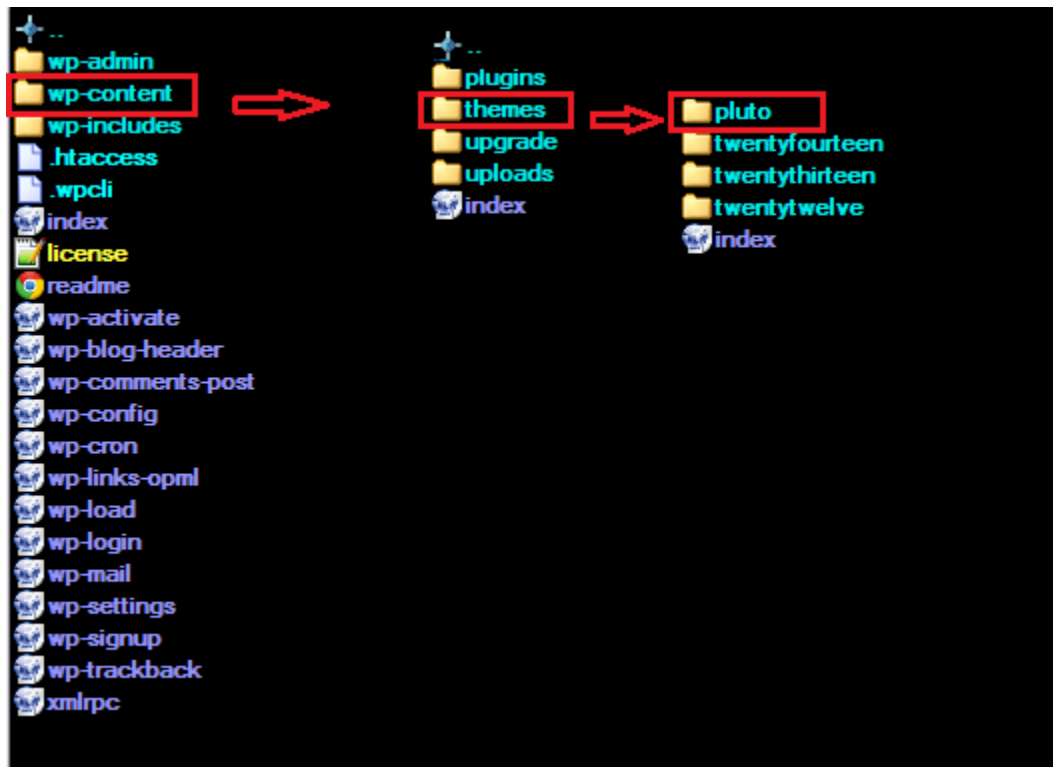 ..
wp-admin
wp-content
wp-includes
.htaccess
.wpcli
index
license
readme
wp-activate
wp-blog-header
wp-comments-post
wp-config
wp-cron
wp-links-opml
wp-load
wp-login
wp-mail
wp-settings
wp-signup
wp-trackback
xmlrpc
..
plugins
themes
upgrade
uploads
index
pluto
twentyfourteen
twentythirteen
twentytwelve
index